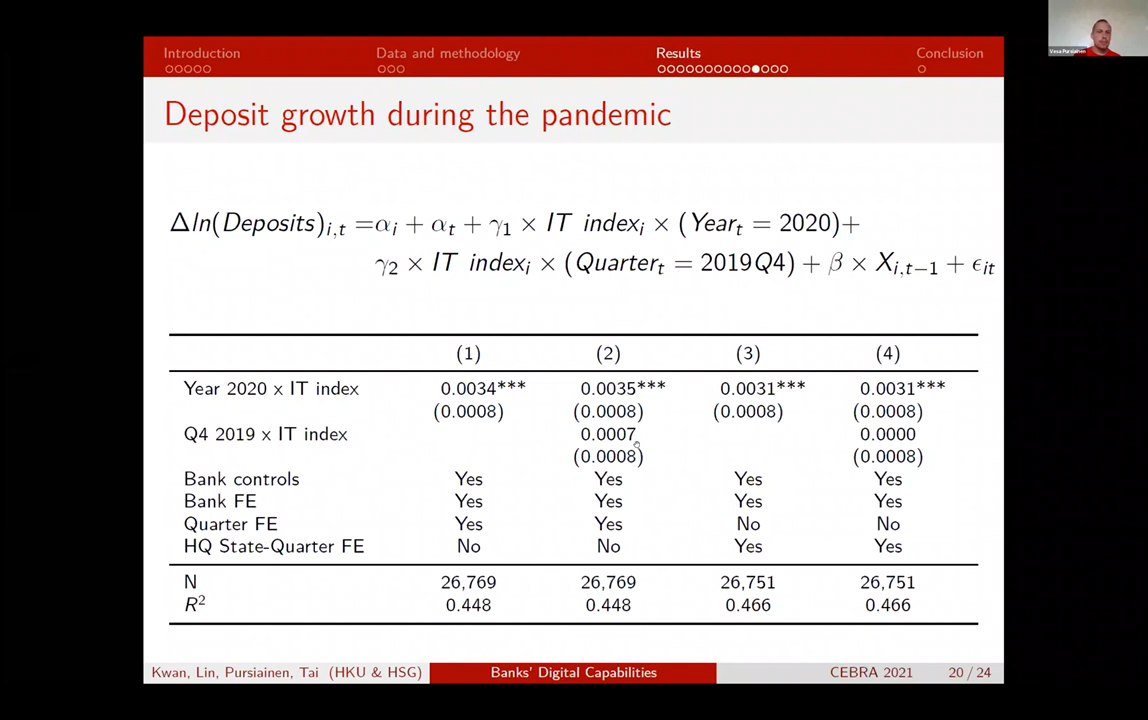 Introduction Data and methodology Results Conclusion
Vesa Pursiainen
Deposit growth during the pandemic
Δln(Deposits)i,t =αi + αt + γ1 × IT indexi × (Yeart = 2020)+
γ2 × IT indexi × (Quartert = 2019Q4) + β × Xi,t−1 + ϵit
(1) (2) (3) (4)
Year 2020 x IT index 0.0034*** 0.0035*** 0.0031*** 0.0031***
(0.0008) (0.0008) (0.0008) (0.0008)
Q4 2019 x IT index 0.0007 0.0000
(0.0008) (0.0008)
Bank controls Yes Yes Yes Yes
Bank FE Yes Yes Yes Yes
Quarter FE Yes Yes No No
HQ State-Quarter FE No No Yes Yes
N 26,769 26,769 26,751 26,751
R² 0.448 0.448 0.466 0.466
Kwan, Lin, Pursiainen, Tai (HKU & HSG) Banks' Digital Capabilities CEBRA 2021 20 / 24